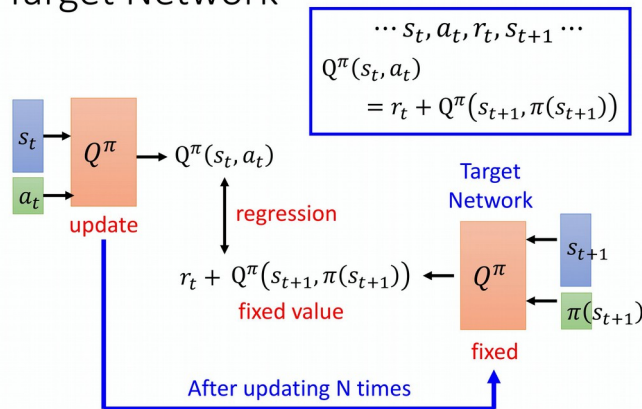 Target Network
⋯ s_t, a_t, r_t, s_{t+1} ⋯
Q^π(s_t, a_t)
= r_t + Q^π(s_{t+1}, π(s_{t+1}))
s_t
a_t
Q^π
update
Q^π(s_t, a_t)
regression
r_t + Q^π(s_{t+1}, π(s_{t+1}))
fixed value
Target
Network
Q^π
fixed
s_{t+1}
π(s_{t+1})
After updating N times